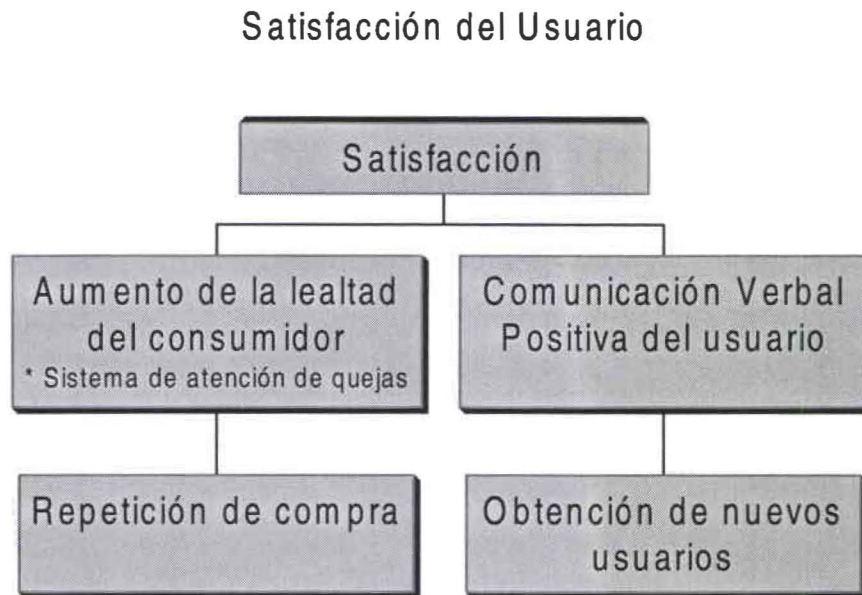 Satisfacción del Usuario
Satisfacción
Aumento de la lealtad
del consumidor
* Sistema de atención de quejas
Comunicación Verbal
Positiva del usuario
Repetición de compra
Obtención de nuevos
usuarios